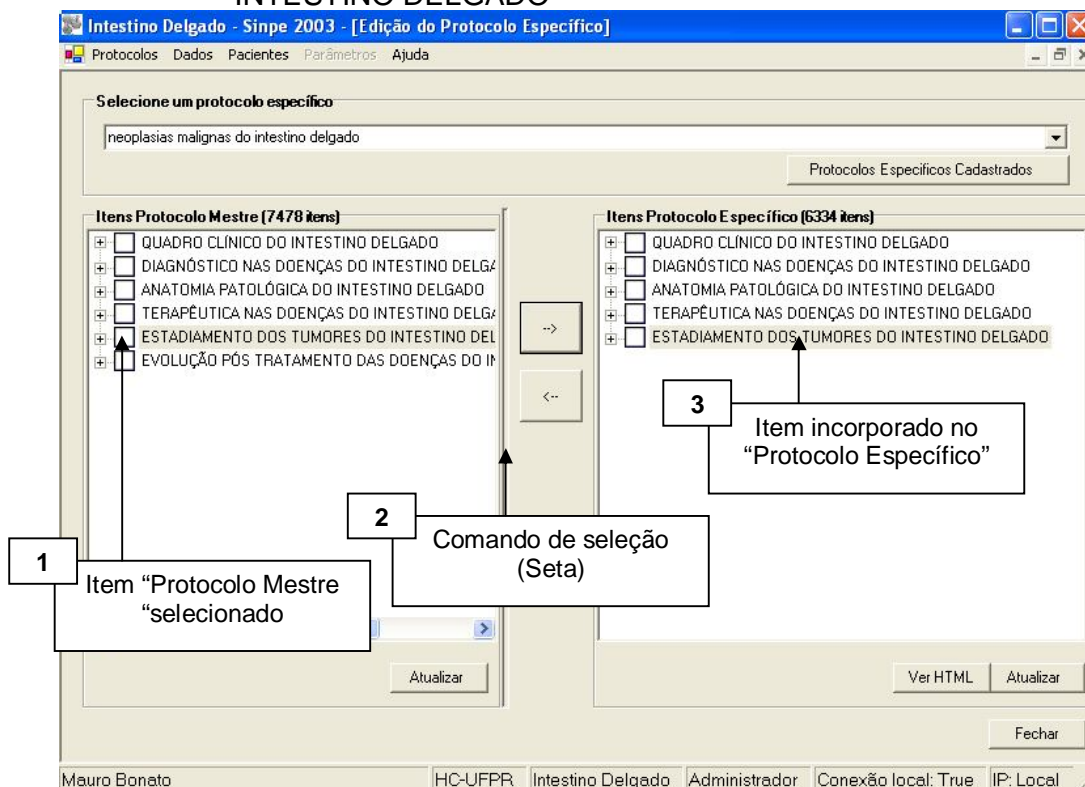 INTESTINO DELGADO
Intestino Delgado - Sinpe 2003 - [Edição do Protocolo Específico]
Protocolos Dados Pacientes Parâmetros Ajuda
Selecione um protocolo específico
neoplasias malignas do intestino delgado
Protocolos Especificos Cadastrados
Itens Protocolo Mestre (7478 itens)
QUADRO CLÍNICO DO INTESTINO DELGADO
DIAGNÓSTICO NAS DOENÇAS DO INTESTINO DELGA
ANATOMIA PATOLÓGICA DO INTESTINO DELGADO
TERAPÊUTICA NAS DOENÇAS DO INTESTINO DELGA
ESTADIAMENTO DOS TUMORES DO INTESTINO DEL
EVOLUÇÃO PÓS TRATAMENTO DAS DOENÇAS DO IN
-->
<--
Itens Protocolo Específico (6334 itens)
QUADRO CLÍNICO DO INTESTINO DELGADO
DIAGNÓSTICO NAS DOENÇAS DO INTESTINO DELGADO
ANATOMIA PATOLÓGICA DO INTESTINO DELGADO
TERAPÊUTICA NAS DOENÇAS DO INTESTINO DELGADO
ESTADIAMENTO DOS TUMORES DO INTESTINO DELGADO
3
Item incorporado no
“Protocolo Específico”
2
Comando de seleção
(Seta)
1
Item “Protocolo Mestre
“selecionado
Atualizar
Ver HTML
Atualizar
Fechar
Mauro Bonato HC-UFPR Intestino Delgado Administrador Conexão local: True IP: Local